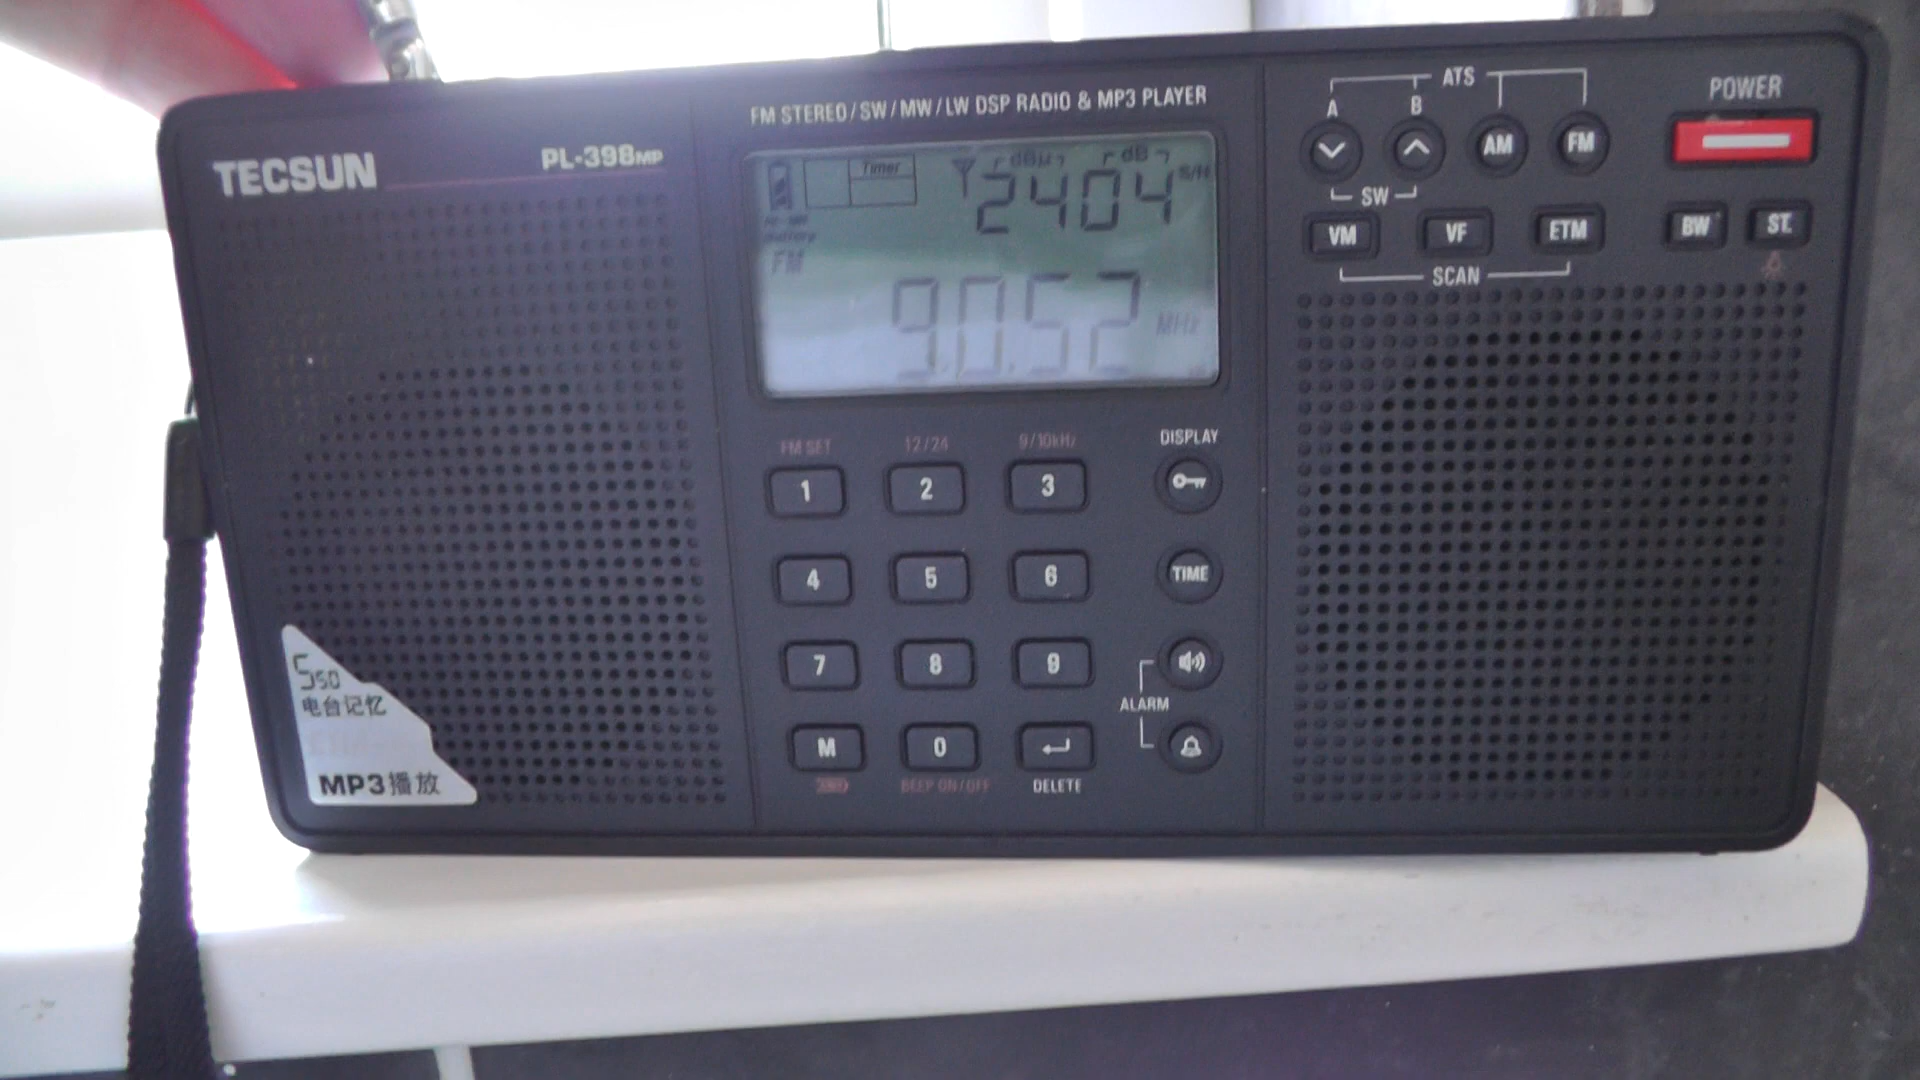 FM STEREO/SW/MW/LW DSP RADIO & MP3 PLAYER
TECSUN
PL-398MP
Timer
dBμ
dB
S/N
2404
FM
90.52
MHz
ATS
A
B
AM
FM
SW
POWER
VM
VF
ETM
BW
ST.
SCAN
FM SET
12/24
9/10kHz
DISPLAY
1
2
3
4
5
6
TIME
7
8
9
ALARM
M
0
BEEP ON/OFF
DELETE
550
电台记忆
MP3播放